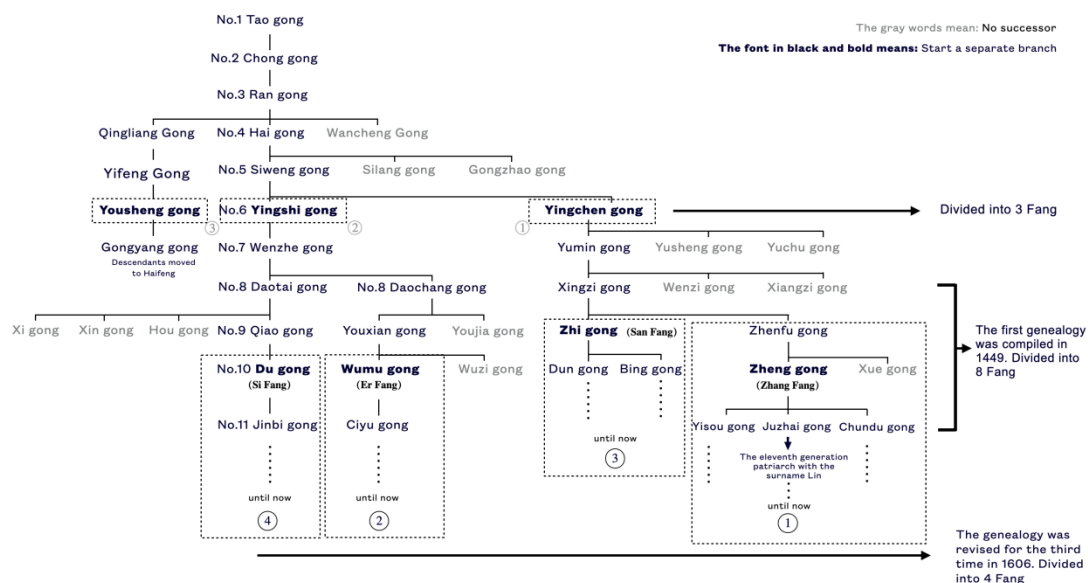 No.1 Tao gong
The gray words mean: No successor
The font in black and bold means: Start a separate branch
No.2 Chong gong
No.3 Ran gong
Qingliang Gong
No.4 Hai gong
Wancheng Gong
Yifeng Gong
No.5 Siweng gong
Silang gong
Gongzhao gong
Yousheng gong
3
No.6 Yingshi gong
2
Yingchen gong
1
Divided into 3 Fang
Gongyang gong
Descendants moved
to Haifeng
No.7 Wenzhe gong
Yumin gong
Yusheng gong
Yuchu gong
No.8 Daotai gong
No.8 Daochang gong
Xingzi gong
Wenzi gong
Xiangzi gong
Xi gong
Xin gong
Hou gong
No.9 Qiao gong
Youxian gong
Youjia gong
Zhi gong (San Fang)
Zhenfu gong
The first genealogy
was compiled in
1449. Divided into
8 Fang
No.10 Du gong
(Si Fang)
Wumu gong
(Er Fang)
Wuzi gong
Dun gong
Bing gong
Zheng gong
(Zhang Fang)
Xue gong
No.11 Jinbi gong
Ciyu gong
Yisou gong
Juzhai gong
Chundu gong
until now
3
The eleventh generation
patriarch with the
surname Lin
until now
4
until now
2
until now
1
The genealogy was
revised for the third
time in 1606. Divided
into 4 Fang